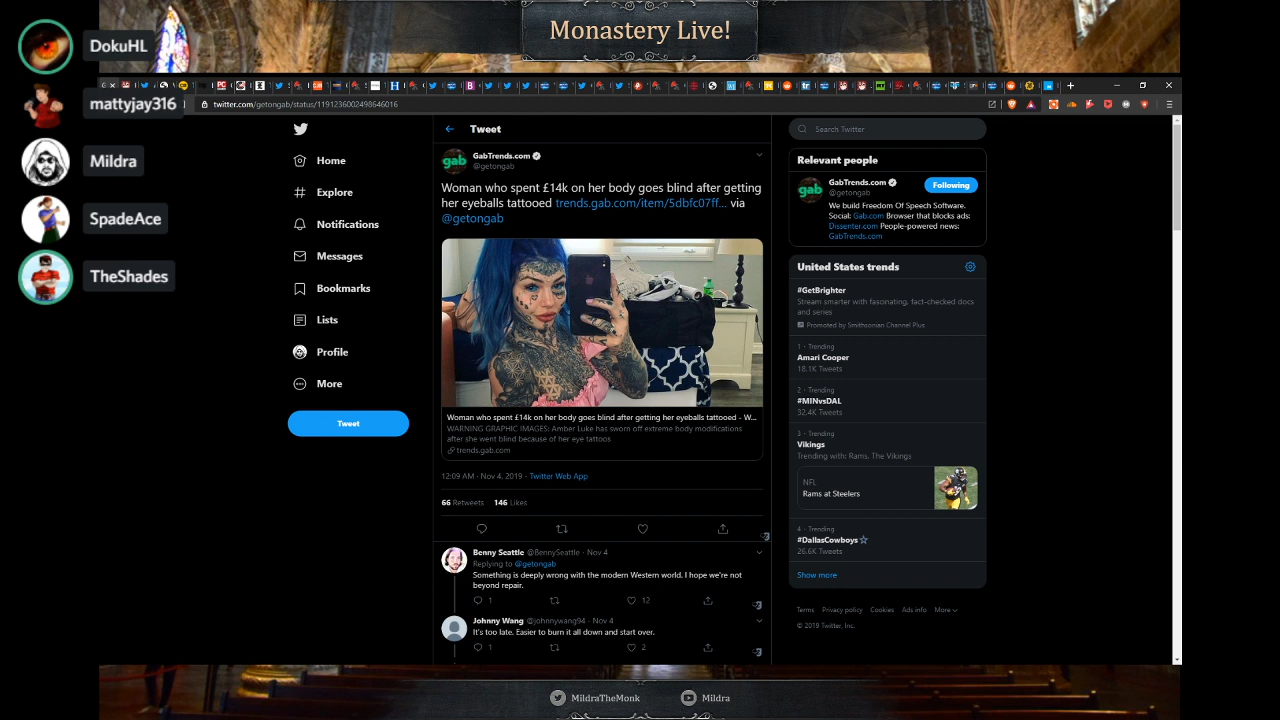 Monastery Live!
DokuHL
mattyjay316
Mildra
SpadeAce
TheShades
twitter.com/getongab/status/1191236002498646016
Home
Explore
Notifications
Messages
Bookmarks
Lists
Profile
More
Tweet
Tweet
GabTrends.com
@getongab
Woman who spent £14k on her body goes blind after getting
her eyeballs tattooed trends.gab.com/item/5dbfc07ff... via
@getongab
gab
Woman who spent £14k on her body goes blind after getting her eyeballs tattooed - W...
WARNING GRAPHIC IMAGES: Amber Luke has sworn off extreme body modifications
after she went blind because of her eye tattoos
trends.gab.com
12:09 AM · Nov 4, 2019 · Twitter Web App
66 Retweets 146 Likes
Benny Seattle @BennySeattle · Nov 4
Replying to @getongab
Something is deeply wrong with the modern Western world. I hope we're not
beyond repair.
1 12
Johnny Wang @johnnywang94 · Nov 4
It's too late. Easier to burn it all down and start over.
1 2
Search Twitter
Relevant people
gab
GabTrends.com
@getongab
Following
We build Freedom Of Speech Software.
Social: Gab.com Browser that blocks ads:
Dissenter.com People-powered news:
GabTrends.com
United States trends
#GetBrighter
Stream smarter with fascinating, fact-checked docs
and series
Promoted by Smithsonian Channel Plus
1 · Trending
Amari Cooper
18.1K Tweets
2 · Trending
#MINvsDAL
32.4K Tweets
3 · Trending
Vikings
Trending with: Rams, The Vikings
NFL
Rams at Steelers
4 · Trending
#DallasCowboys
26.6K Tweets
Show more
Terms Privacy policy Cookies Ads info More
© 2019 Twitter, Inc.
MildraTheMonk
Mildra